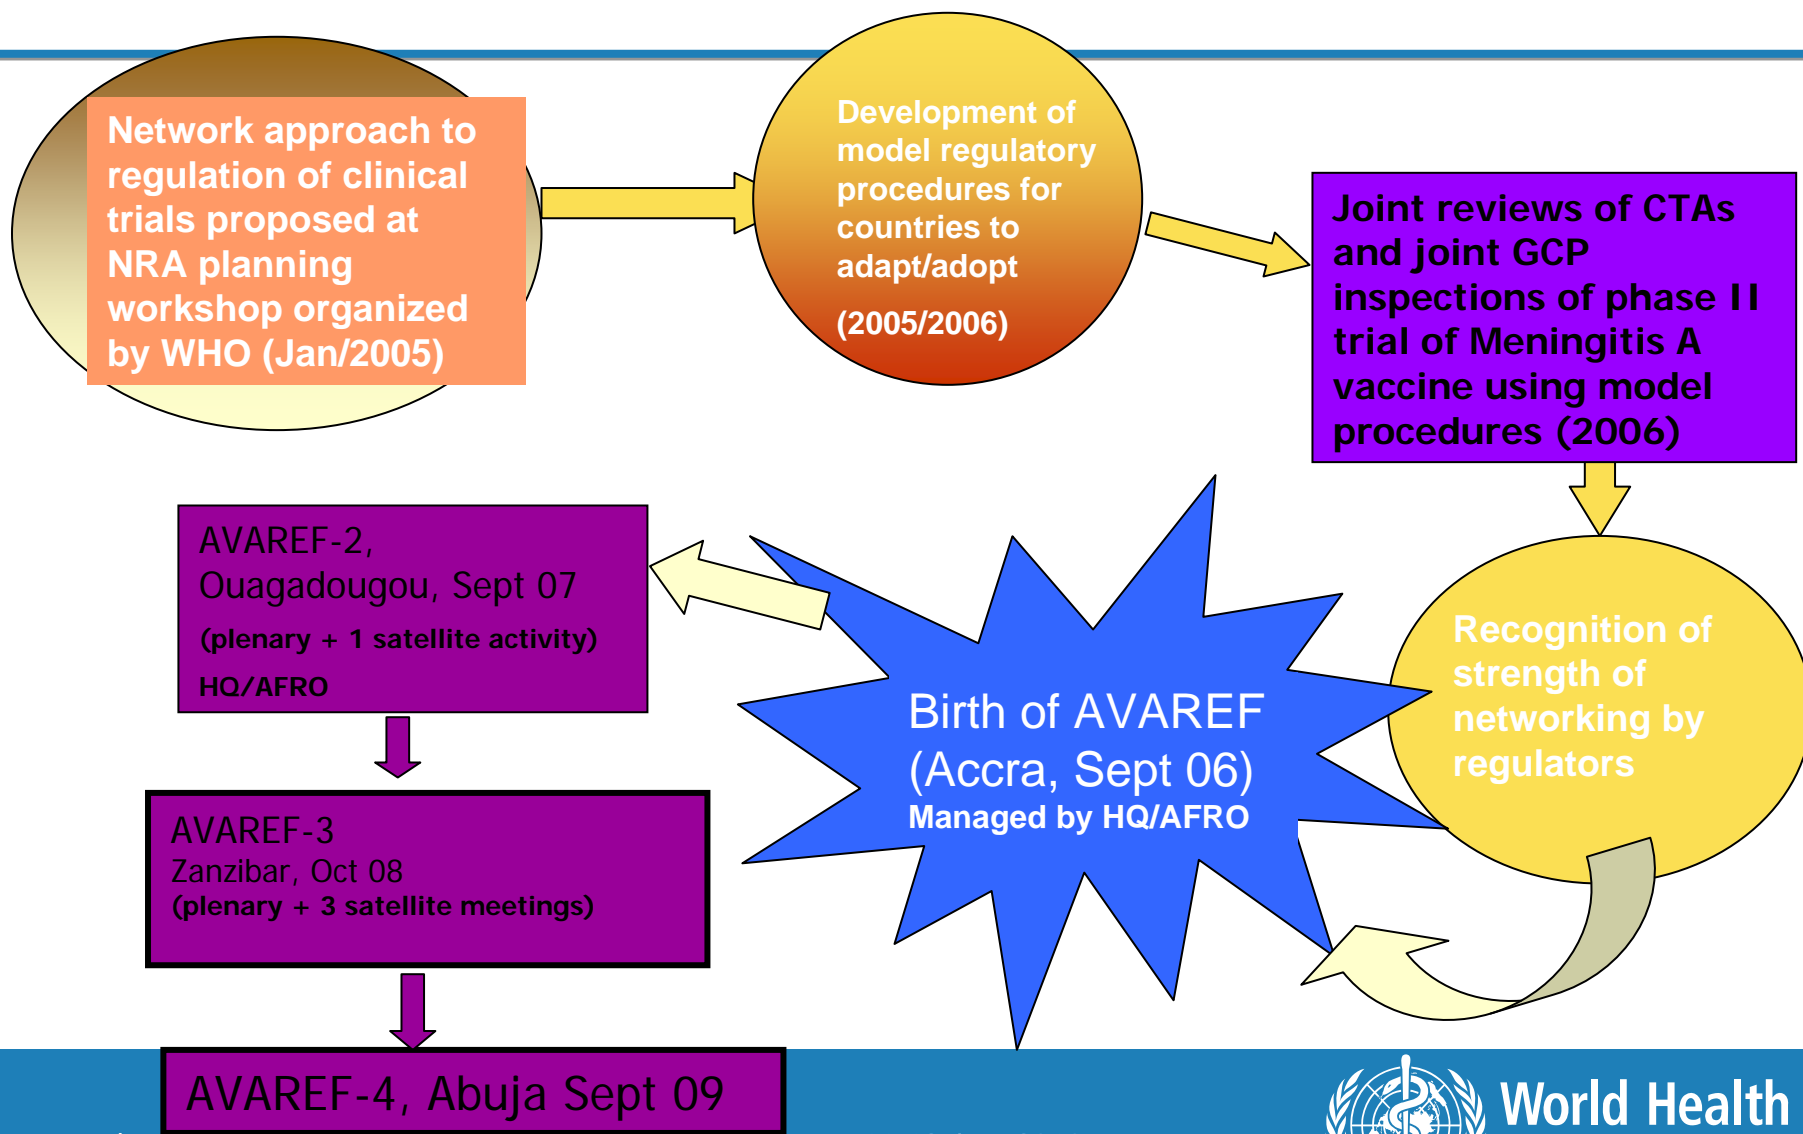 Network approach to
regulation of clinical
trials proposed at
NRA planning
workshop organized
by WHO (Jan/2005)
Development of
model regulatory
procedures for
countries to
adapt/adopt
(2005/2006)
Joint reviews of CTAs
and joint GCP
inspections of phase II
trial of Meningitis A
vaccine using model
procedures (2006)
Recognition of
strength of
networking by
regulators
Birth of AVAREF
(Accra, Sept 06)
Managed by HQ/AFRO
AVAREF-2,
Ouagadougou, Sept 07
(plenary + 1 satellite activity)
HQ/AFRO
AVAREF-3
Zanzibar, Oct 08
(plenary + 3 satellite meetings)
AVAREF-4, Abuja Sept 09
World Health